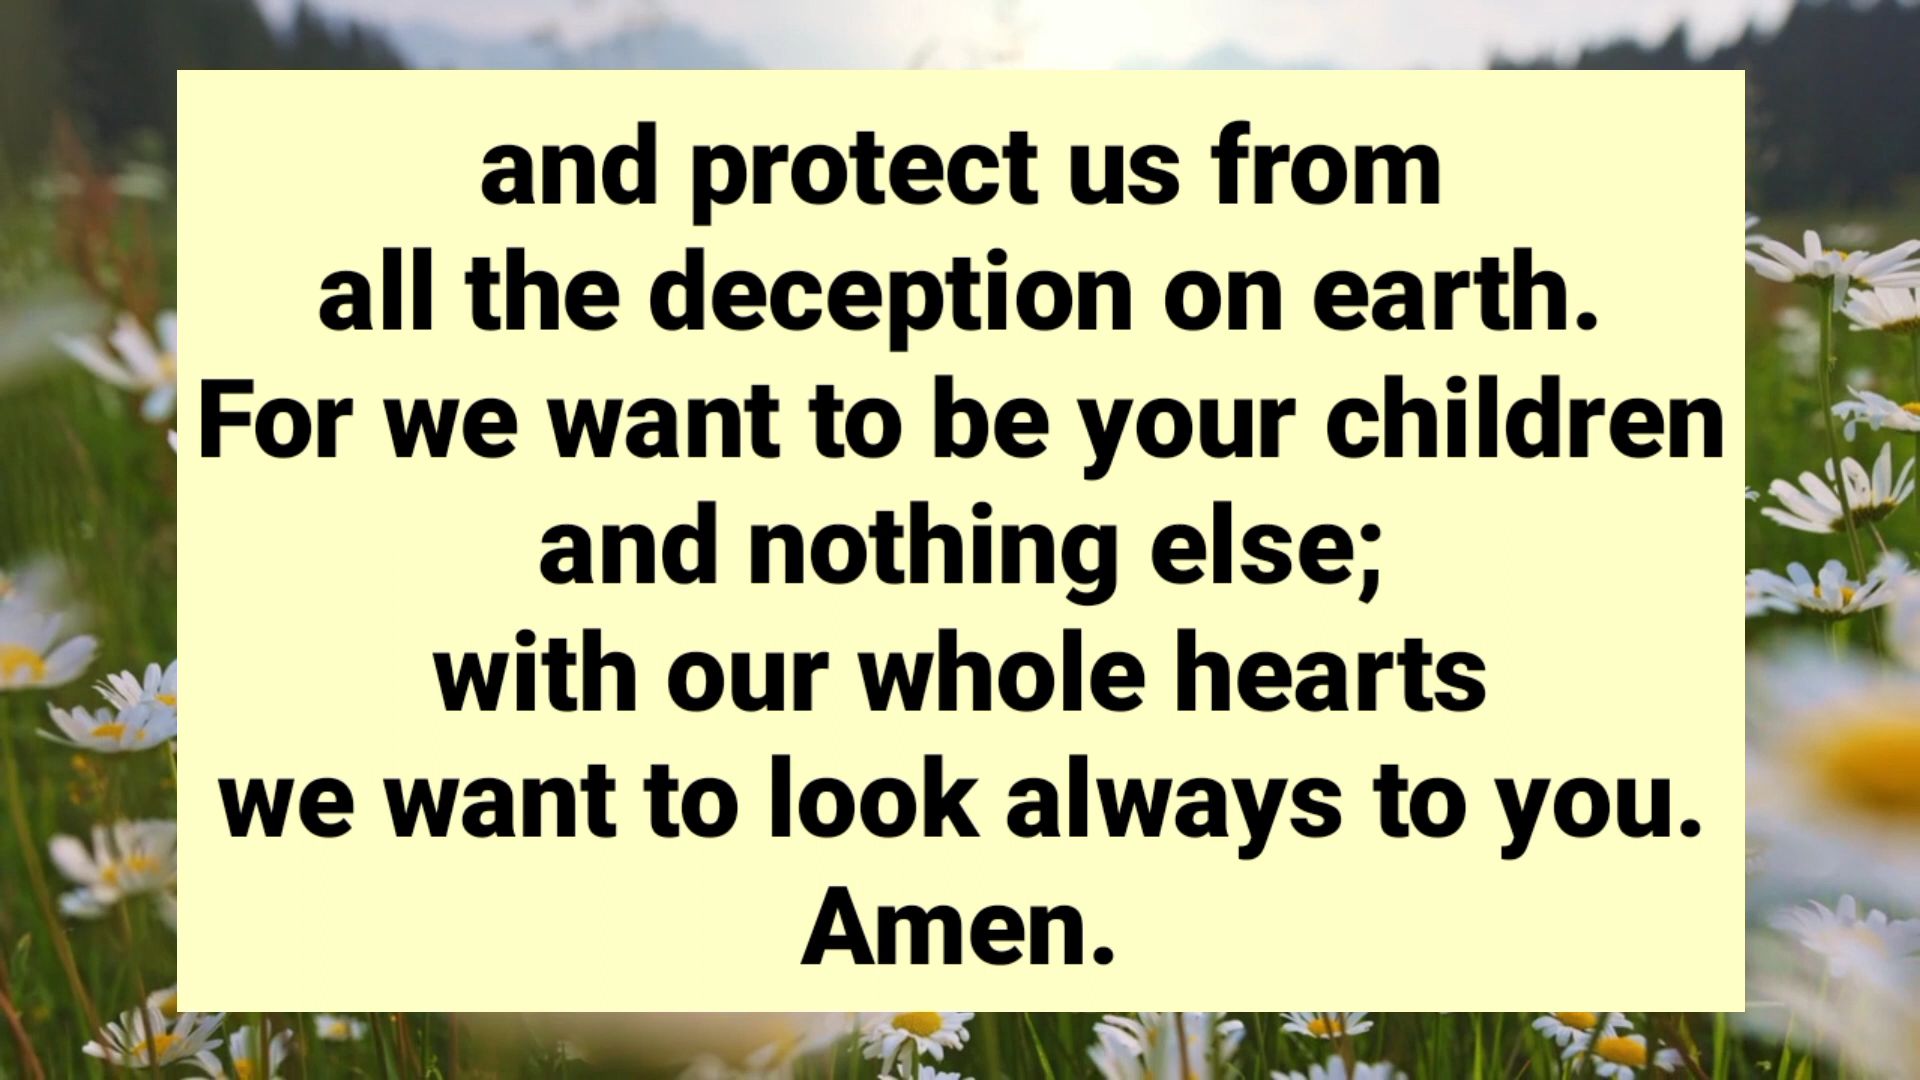 and protect us from
all the deception on earth.
For we want to be your children
and nothing else;
with our whole hearts
we want to look always to you.
Amen.